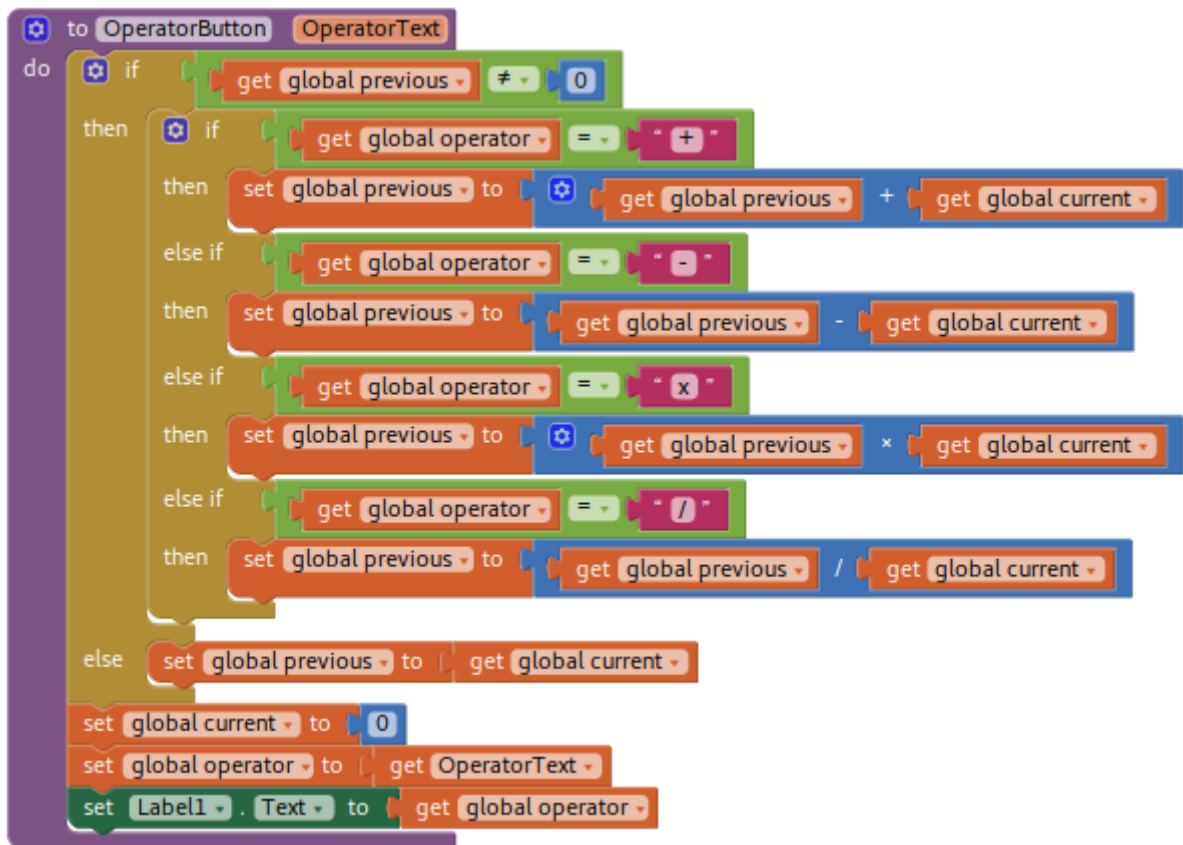 to OperatorButton OperatorText
do if get global previous ≠ 0
then if get global operator = " + "
then set global previous to get global previous + get global current
else if get global operator = " - "
then set global previous to get global previous - get global current
else if get global operator = " x "
then set global previous to get global previous × get global current
else if get global operator = " / "
then set global previous to get global previous / get global current
else set global previous to get global current
set global current to 0
set global operator to get OperatorText
set Label1 . Text to get global operator